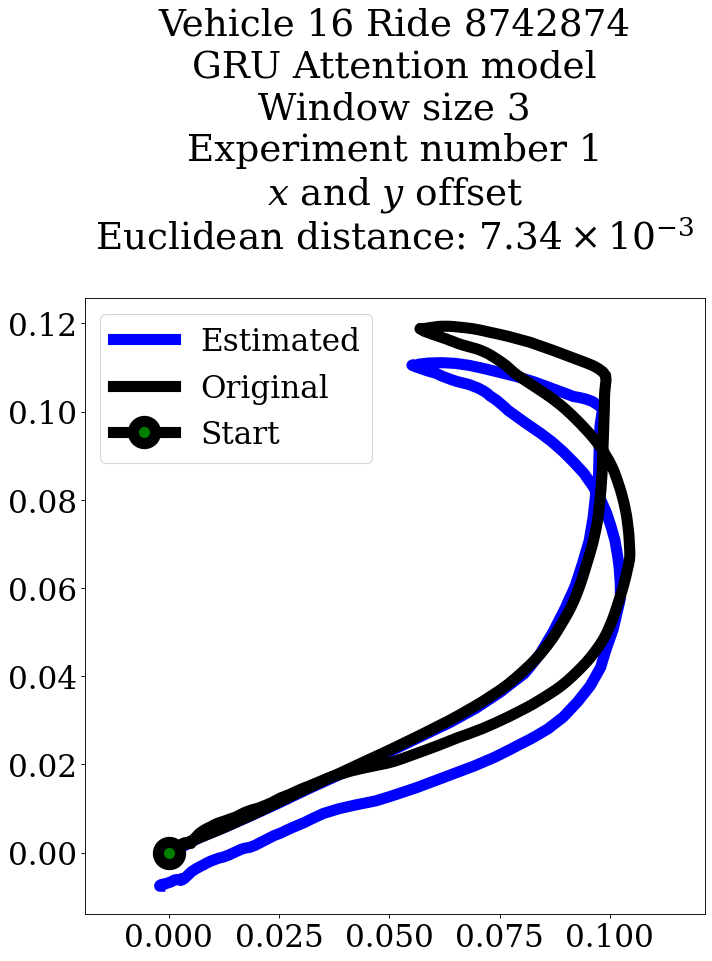 Vehicle 16 Ride 8742874
GRU Attention model
Window size 3
Experiment number 1
x and y offset
Euclidean distance: 7.34 × 10⁻³
Estimated
Original
Start
0.12
0.10
0.08
0.06
0.04
0.02
0.00
0.000 0.025 0.050 0.075 0.100